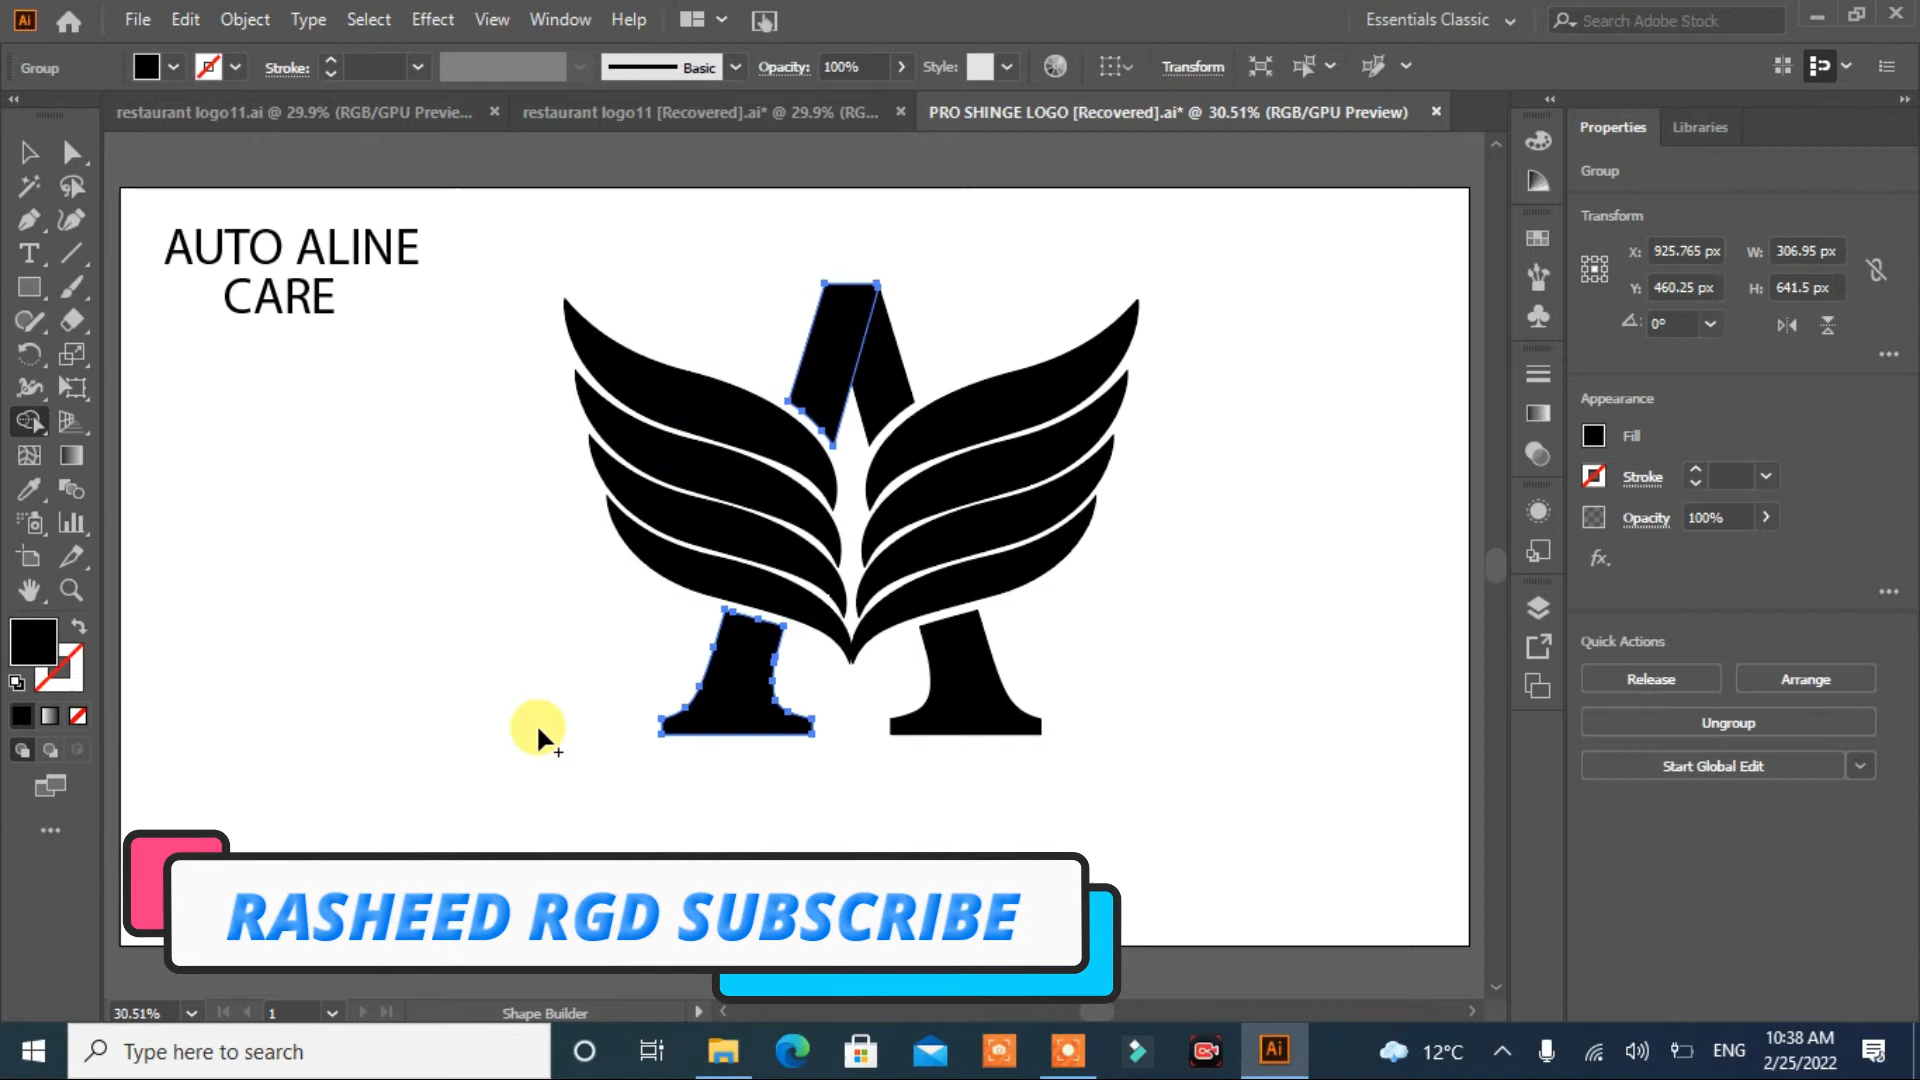 Ai File Edit Object Type Select Effect View Window Help Essentials Classic Search Adobe Stock
Group Stroke: Basic Opacity: 100% Style: Transform
restaurant logo11.ai @ 29.9% (RGB/GPU Previe... restaurant logo11 [Recovered].ai* @ 29.9% (RG... PRO SHINGE LOGO [Recovered].ai* @ 30.51% (RGB/GPU Preview)
Properties Libraries
Group
Transform
X: 925.765 px W: 306.95 px
Y: 460.25 px H: 641.5 px
0°
Appearance
Fill
Stroke
Opacity 100%
fx.
Quick Actions
Release Arrange
Ungroup
Start Global Edit
AUTO ALINE
CARE
RASHEED RGD SUBSCRIBE
30.51% 1 Shape Builder
Type here to search Ai 12°C ENG 10:38 AM
2/25/2022